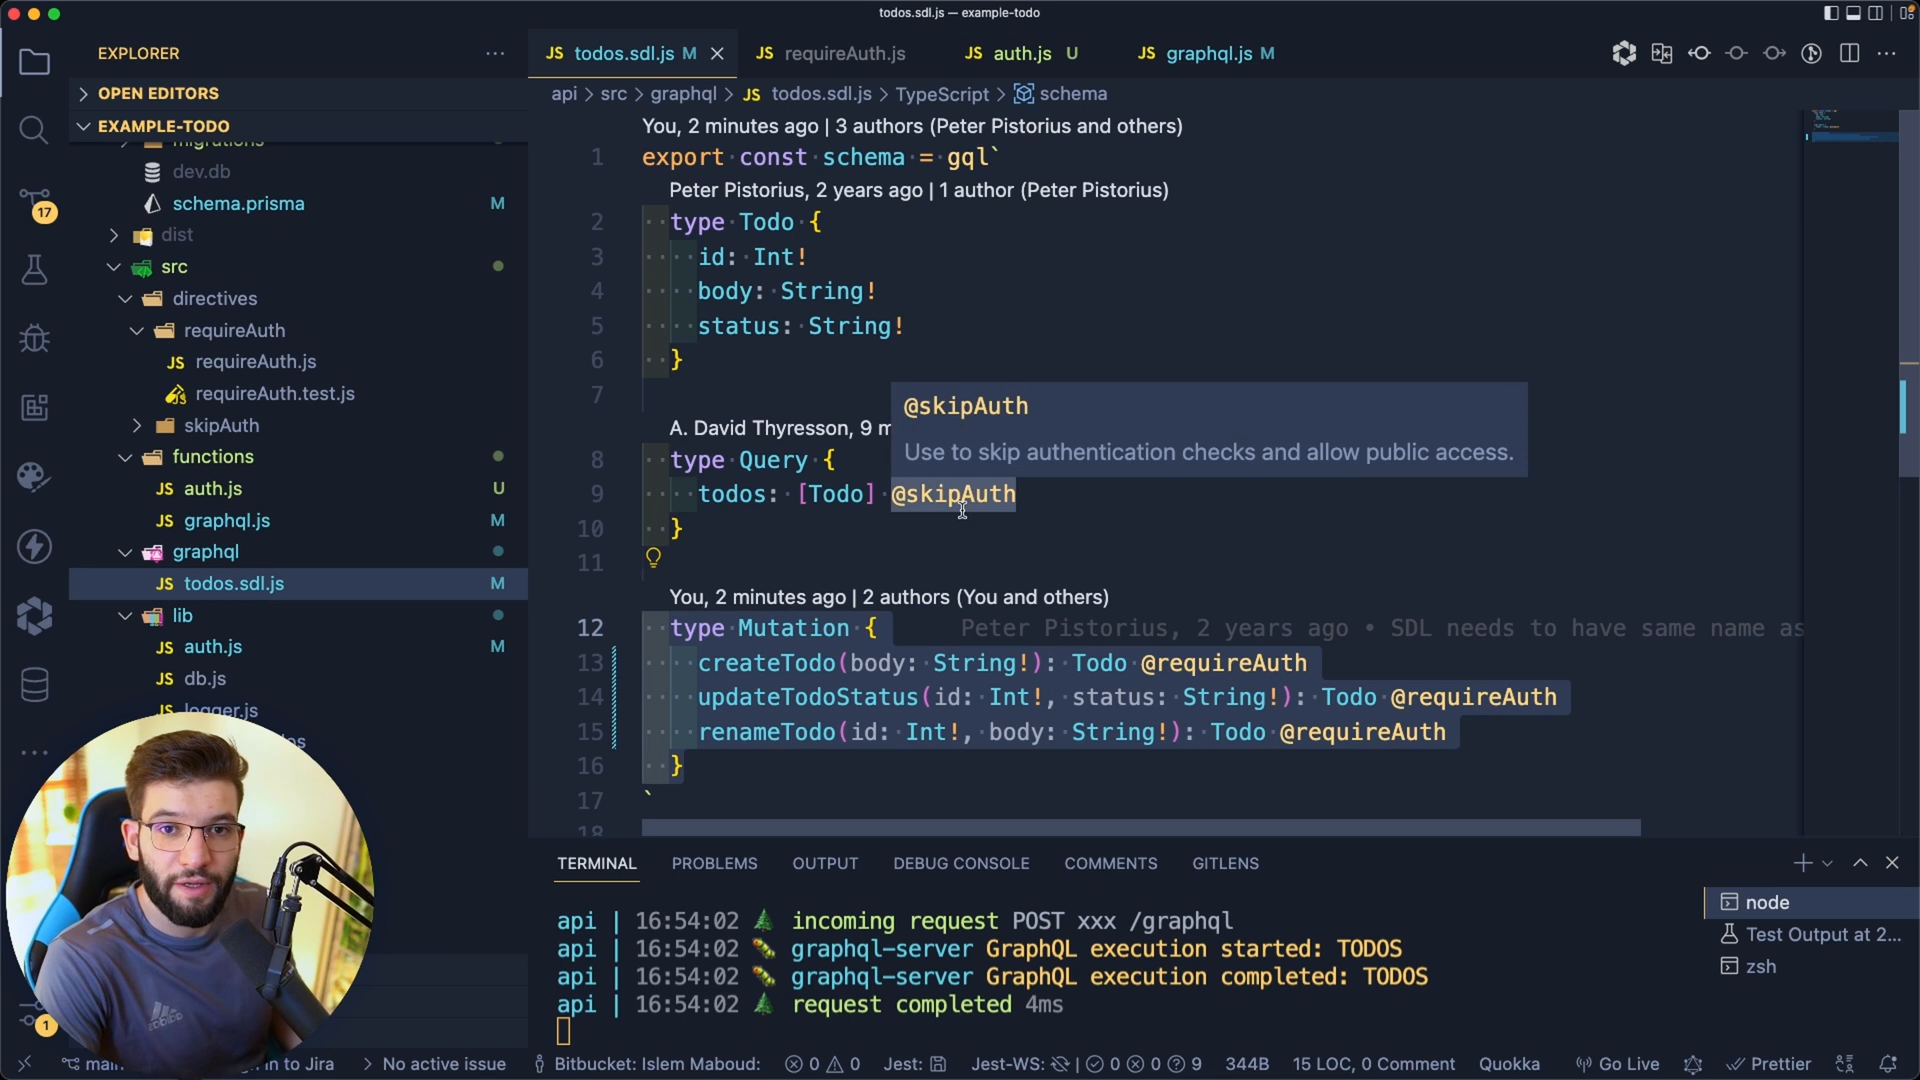 todos.sdl.js — example-todo
EXPLORER
OPEN EDITORS
EXAMPLE-TODO
migrations
dev.db
schema.prisma M
dist
src
directives
requireAuth
JS requireAuth.js
requireAuth.test.js
skipAuth
functions
JS auth.js U
JS graphql.js M
graphql
JS todos.sdl.js M
lib
JS auth.js M
JS db.js
JS logger.js
17
1
JS todos.sdl.js M
JS requireAuth.js
JS auth.js U
JS graphql.js M
api > src > graphql > JS todos.sdl.js > TypeScript > schema
You, 2 minutes ago | 3 authors (Peter Pistorius and others)
1 export const schema = gql`
Peter Pistorius, 2 years ago | 1 author (Peter Pistorius)
2 type Todo {
3 id: Int!
4 body: String!
5 status: String!
6 }
7
@skipAuth
Use to skip authentication checks and allow public access.
A. David Thyresson, 9 m
8 type Query {
9 todos: [Todo] @skipAuth
10 }
11
You, 2 minutes ago | 2 authors (You and others)
12 type Mutation { Peter Pistorius, 2 years ago • SDL needs to have same name as
13 createTodo(body: String!): Todo @requireAuth
14 updateTodoStatus(id: Int!, status: String!): Todo @requireAuth
15 renameTodo(id: Int!, body: String!): Todo @requireAuth
16 }
17 `
18
TERMINAL PROBLEMS OUTPUT DEBUG CONSOLE COMMENTS GITLENS
api | 16:54:02 🌲 incoming request POST xxx /graphql
api | 16:54:02 🐛 graphql-server GraphQL execution started: TODOS
api | 16:54:02 🐛 graphql-server GraphQL execution completed: TODOS
api | 16:54:02 🌲 request completed 4ms
node
Test Output at 2...
zsh
adidas
in to Jira > No active issue Bitbucket: Islem Maboud: 0 0 Jest: Jest-WS: | 0 0 9 344B 15 LOC, 0 Comment Quokka Go Live Prettier